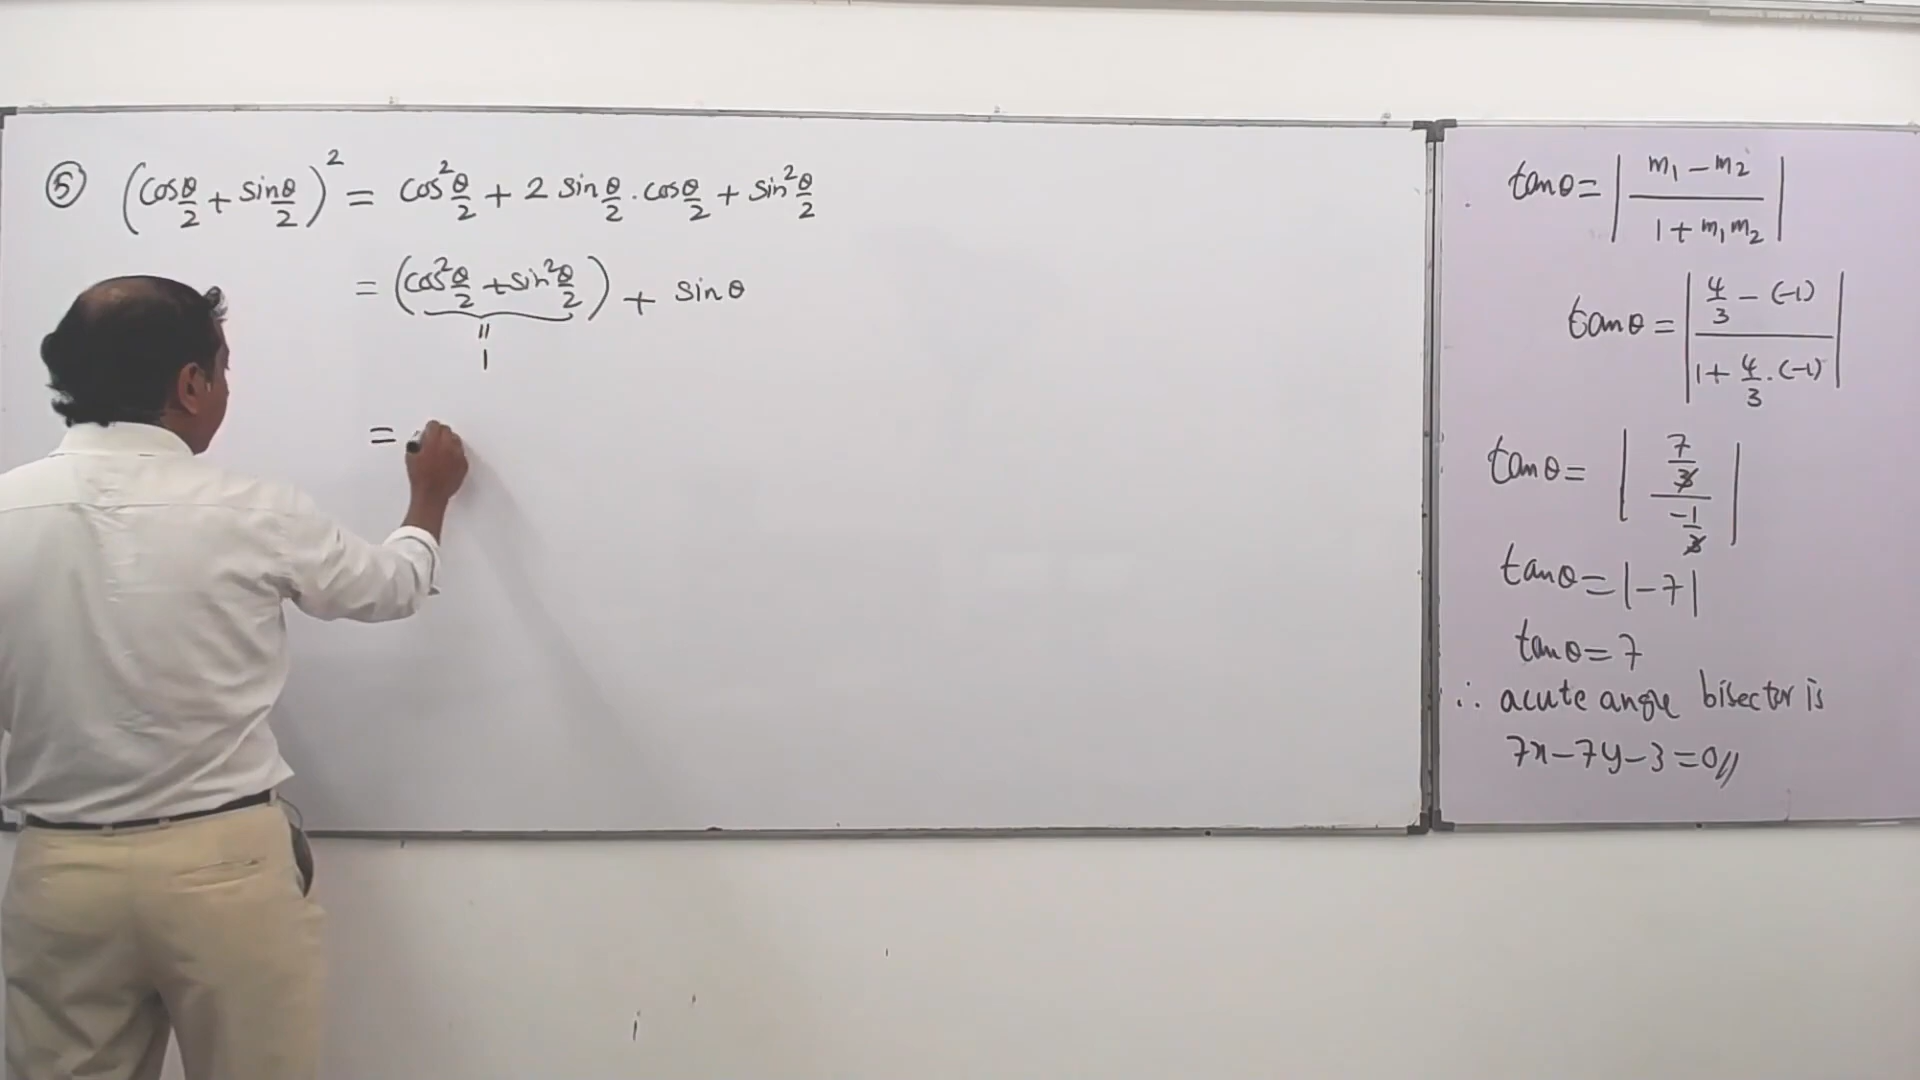 ⑤ (cos θ/2 + sin θ/2)² = cos² θ/2 + 2 sin θ/2 . cos θ/2 + sin² θ/2
= (cos² θ/2 + sin² θ/2) + sin θ
=
1
=
tan θ = | (m₁ – m₂) / (1 + m₁ m₂) |
tan θ = | (4/3 – (–1)) / (1 + 4/3 . (–1)) |
tan θ = | (7/3) / (–1/3) |
tan θ = |–7|
tan θ = 7
∴ acute angle bisector is
7x – 7y – 3 = 0 //